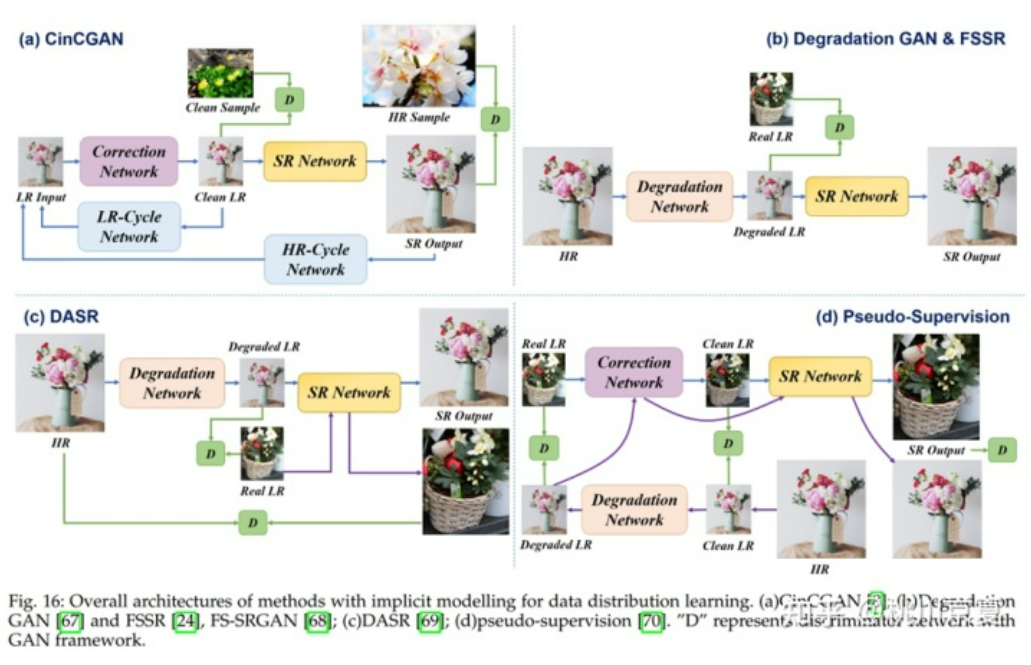 (a) CinCGAN
Clean Sample
D
HR Sample
D
LR Input
Correction
Network
Clean LR
SR Network
SR Output
LR-Cycle
Network
HR-Cycle
Network
(b) Degradation GAN & FSSR
Real LR
D
HR
Degradation
Network
Degraded LR
SR Network
SR Output
(c) DASR
HR
Degradation
Network
Degraded LR
SR Network
SR Output
D
Real LR
D
(d) Pseudo-Supervision
Real LR
Correction
Network
Clean LR
SR Network
SR Output
D
D
D
Degraded LR
Degradation
Network
Clean LR
HR
Fig. 16: Overall architectures of methods with implicit modelling for data distribution learning. (a)CinCGAN
(b)Degradation
GAN [67] and FSSR [24], FS-SRGAN [68]; (c)DASR [69]; (d)pseudo-supervision [70]. "D" represents discriminator network with
GAN framework.
知乎